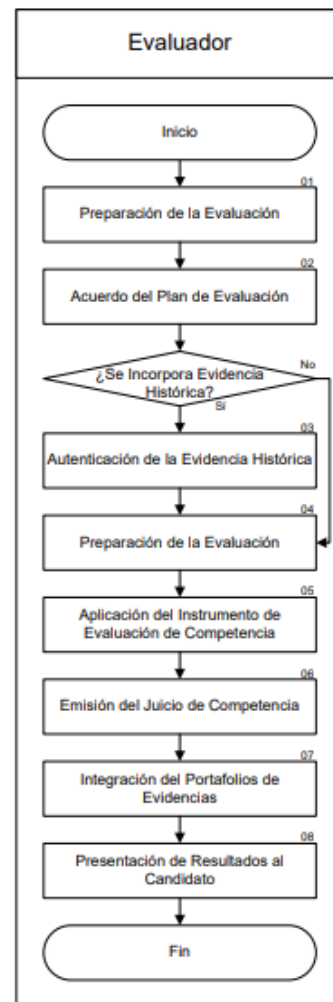 Evaluador
Inicio
01
Preparación de la Evaluación
02
Acuerdo del Plan de Evaluación
¿Se Incorpora Evidencia
Histórica?
No
Sí
03
Autenticación de la Evidencia Histórica
04
Preparación de la Evaluación
05
Aplicación del Instrumento de
Evaluación de Competencia
06
Emisión del Juicio de Competencia
07
Integración del Portafolios de
Evidencias
08
Presentación de Resultados al
Candidato
Fin